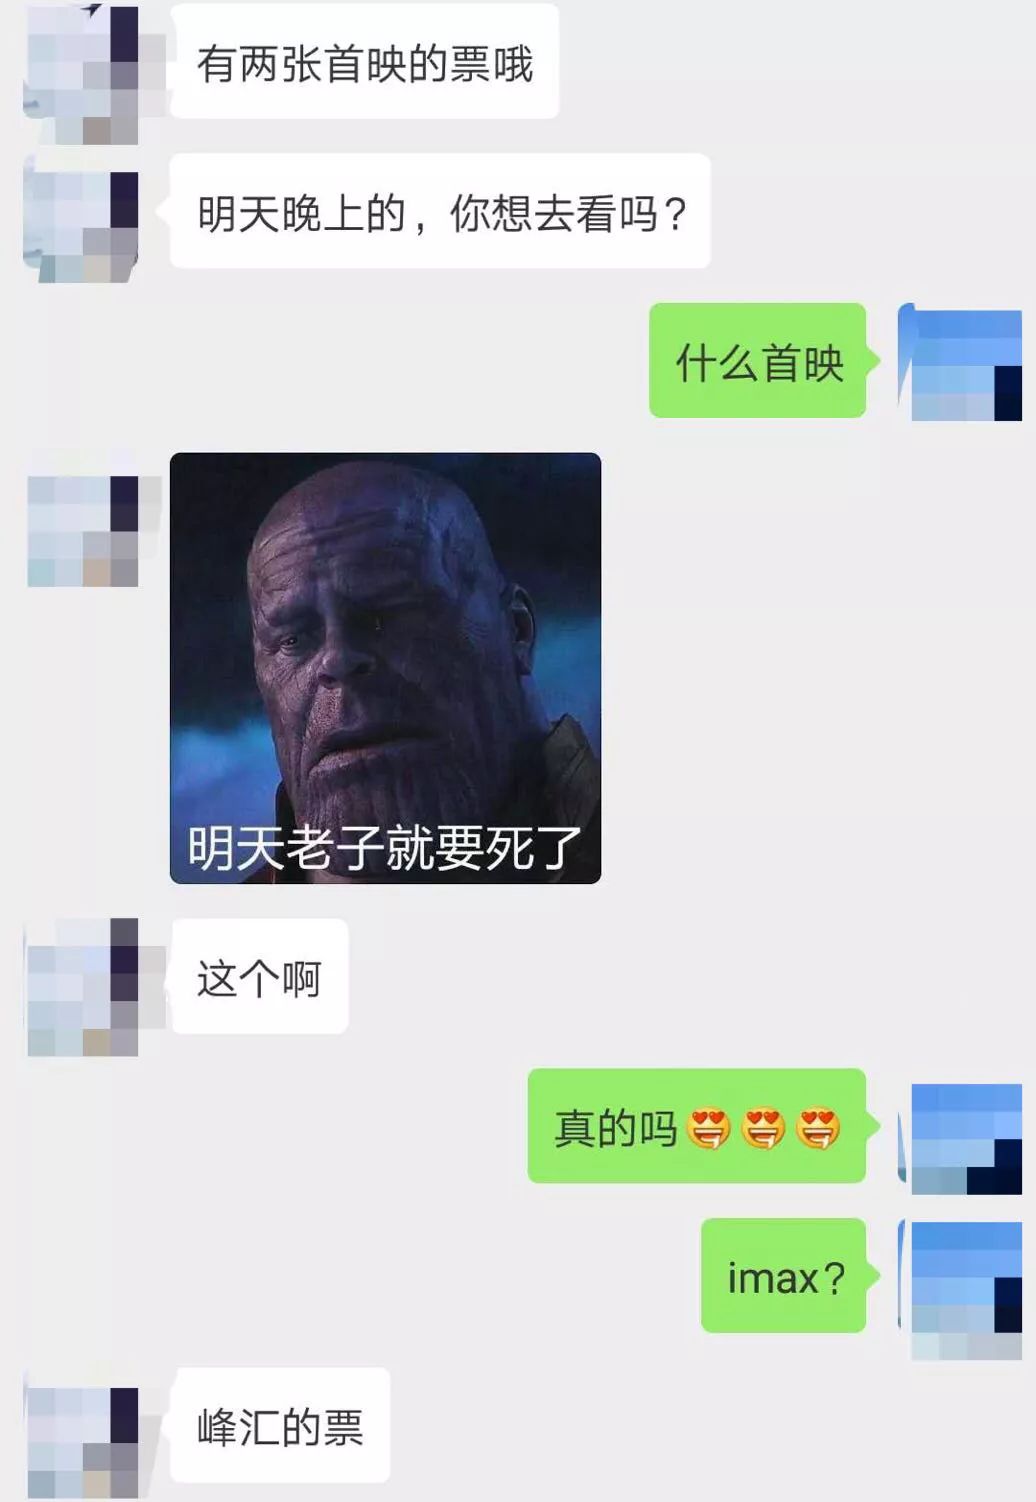 有两张首映的票哦
明天晚上的，你想去看吗？
什么首映
明天老子就要死了
这个啊
真的吗😍😍😍
imax？
峰汇的票